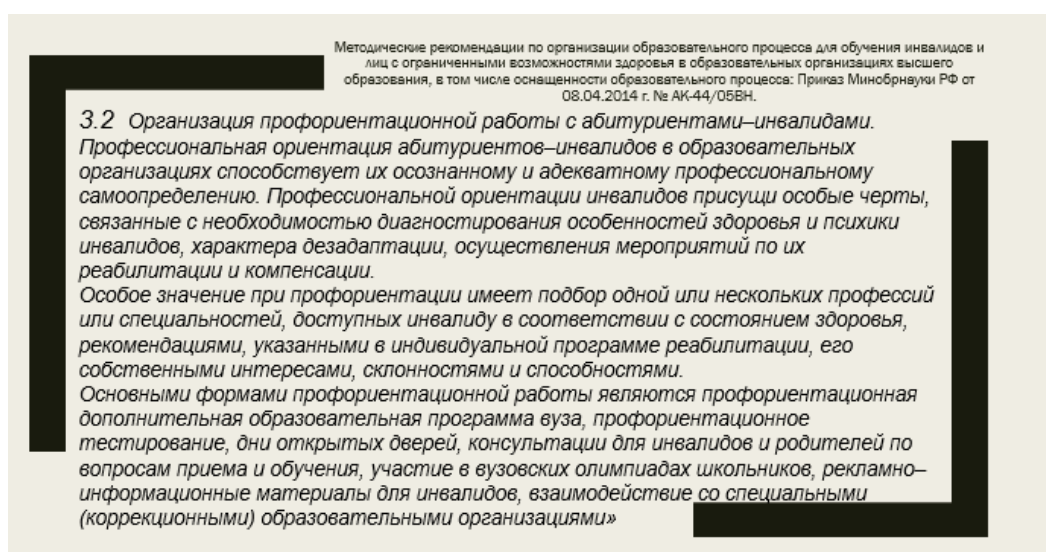 Методические рекомендации по организации образовательного процесса для обучения инвалидов и
лиц с ограниченными возможностями здоровья в образовательных организациях высшего
образования, в том числе оснащенности образовательного процесса: Приказ Минобрнауки РФ от
08.04.2014 г. № АК-44/05ВН.
3.2 Организация профориентационной работы с абитуриентами–инвалидами.
Профессиональная ориентация абитуриентов–инвалидов в образовательных
организациях способствует их осознанному и адекватному профессиональному
самоопределению. Профессиональной ориентации инвалидов присущи особые черты,
связанные с необходимостью диагностирования особенностей здоровья и психики
инвалидов, характера дезадаптации, осуществления мероприятий по их
реабилитации и компенсации.
Особое значение при профориентации имеет подбор одной или нескольких профессий
или специальностей, доступных инвалиду в соответствии с состоянием здоровья,
рекомендациями, указанными в индивидуальной программе реабилитации, его
собственными интересами, склонностями и способностями.
Основными формами профориентационной работы являются профориентационная
дополнительная образовательная программа вуза, профориентационное
тестирование, дни открытых дверей, консультации для инвалидов и родителей по
вопросам приема и обучения, участие в вузовских олимпиадах школьников, рекламно–
информационные материалы для инвалидов, взаимодействие со специальными
(коррекционными) образовательными организациями»